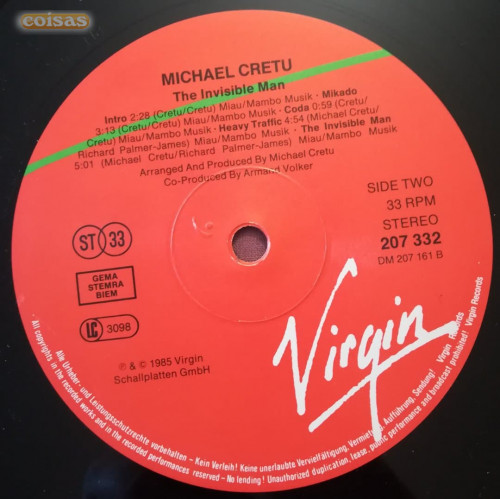 coisas
MICHAEL CRETU
The Invisible Man
Intro 2:28 (Cretu/Cretu) Miau/Mambo Musik · Mikado
3:13 (Cretu/Cretu) Miau/Mambo Musik · Coda 0:59 (Cretu/
Cretu) Miau/Mambo Musik · Heavy Traffic 4:54 (Michael Cretu/
Richard Palmer-James) Miau/Mambo Musik · The Invisible Man
5:01 (Michael Cretu/Richard Palmer-James) Miau/Mambo Musik
Arranged And Produced By Michael Cretu
Co-Produced By Armand Volker
SIDE TWO
33 RPM
STEREO
207 332
DM 207 161 B
ST 33
GEMA
STEMRA
BIEM
LC 3098
℗ & © 1985 Virgin
Schallplatten GmbH
Virgin
Alle Urheber- und Leistungsschutzrechte vorbehalten – Kein Verleih! Keine unerlaubte Vervielfältigung, Vermietung, Aufführung, Sendung! Virgin Records
All copyrights in the recorded works and in the recorded performances reserved – No lending! Unauthorized duplication, lease, public performance and broadcast prohibited! Virgin Records